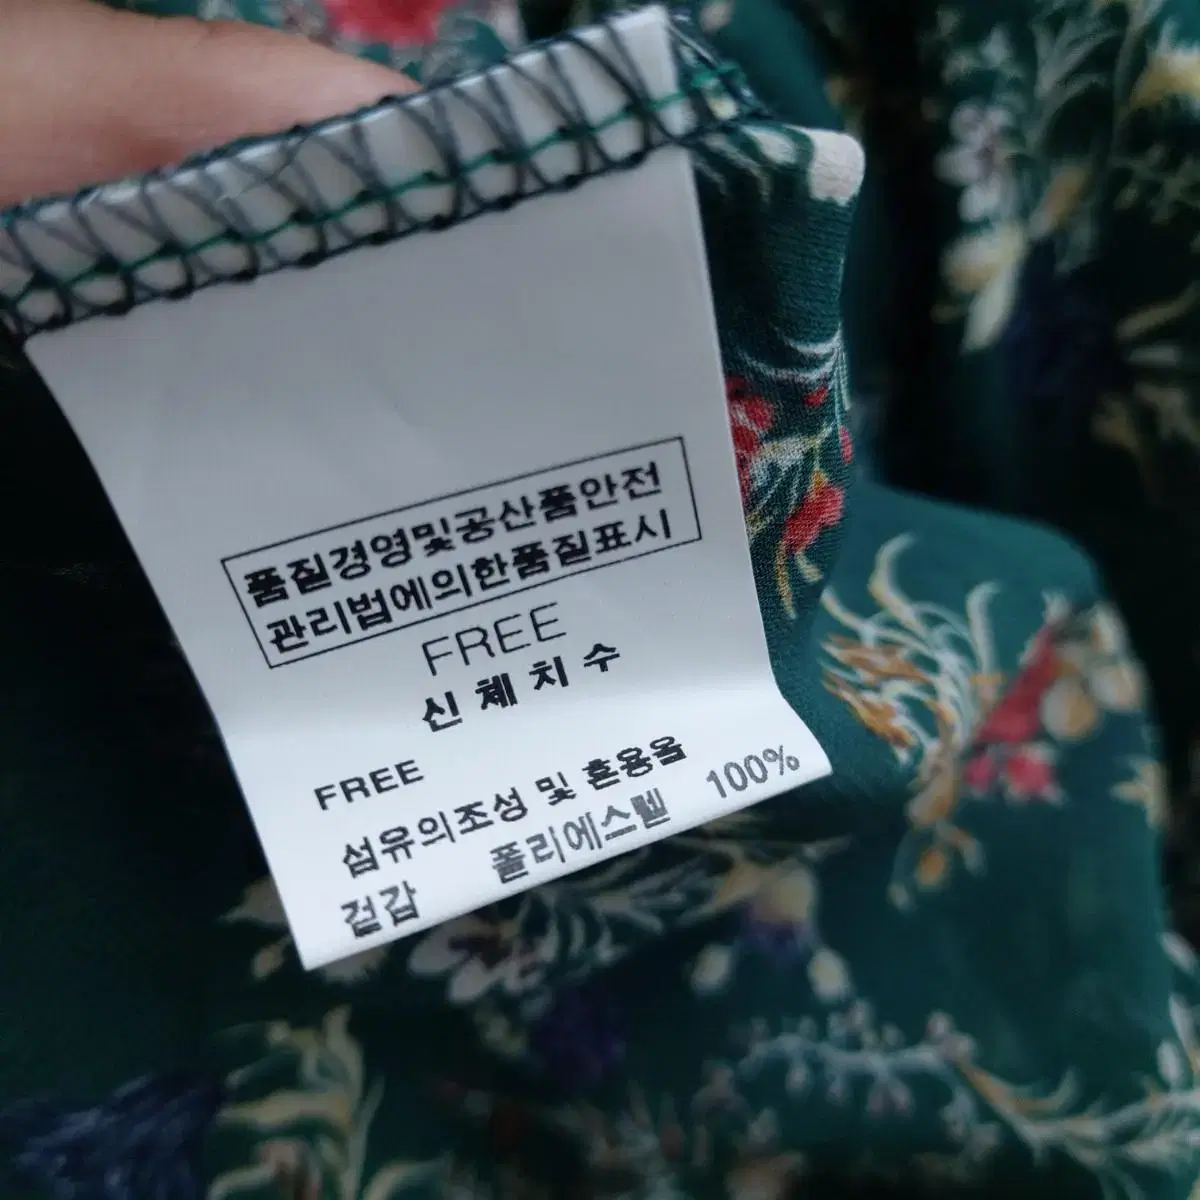 품질경영및공산품안전
관리법에의한품질표시
FREE
신체치수
FREE
섬유의조성 및 혼용율
겉감 폴리에스텔 100%